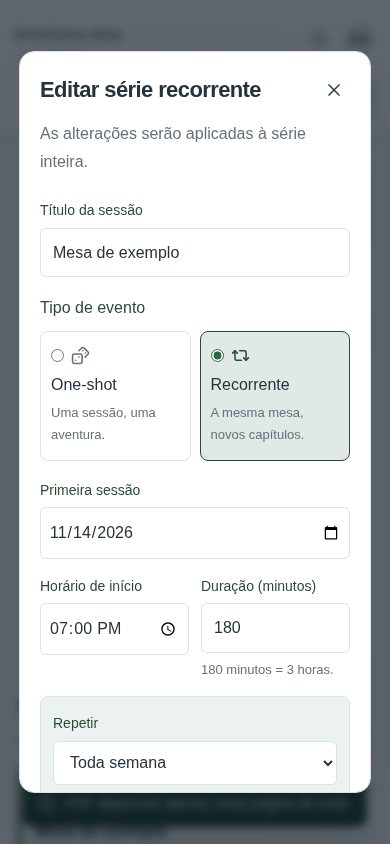 Editar série recorrente
As alterações serão aplicadas à série
inteira.
Título da sessão
Mesa de exemplo
Tipo de evento
One-shot
Uma sessão, uma
aventura.
Recorrente
A mesma mesa,
novos capítulos.
Primeira sessão
11/14/2026
Horário de início
07:00 PM
Duração (minutos)
180
180 minutos = 3 horas.
Repetir
Toda semana